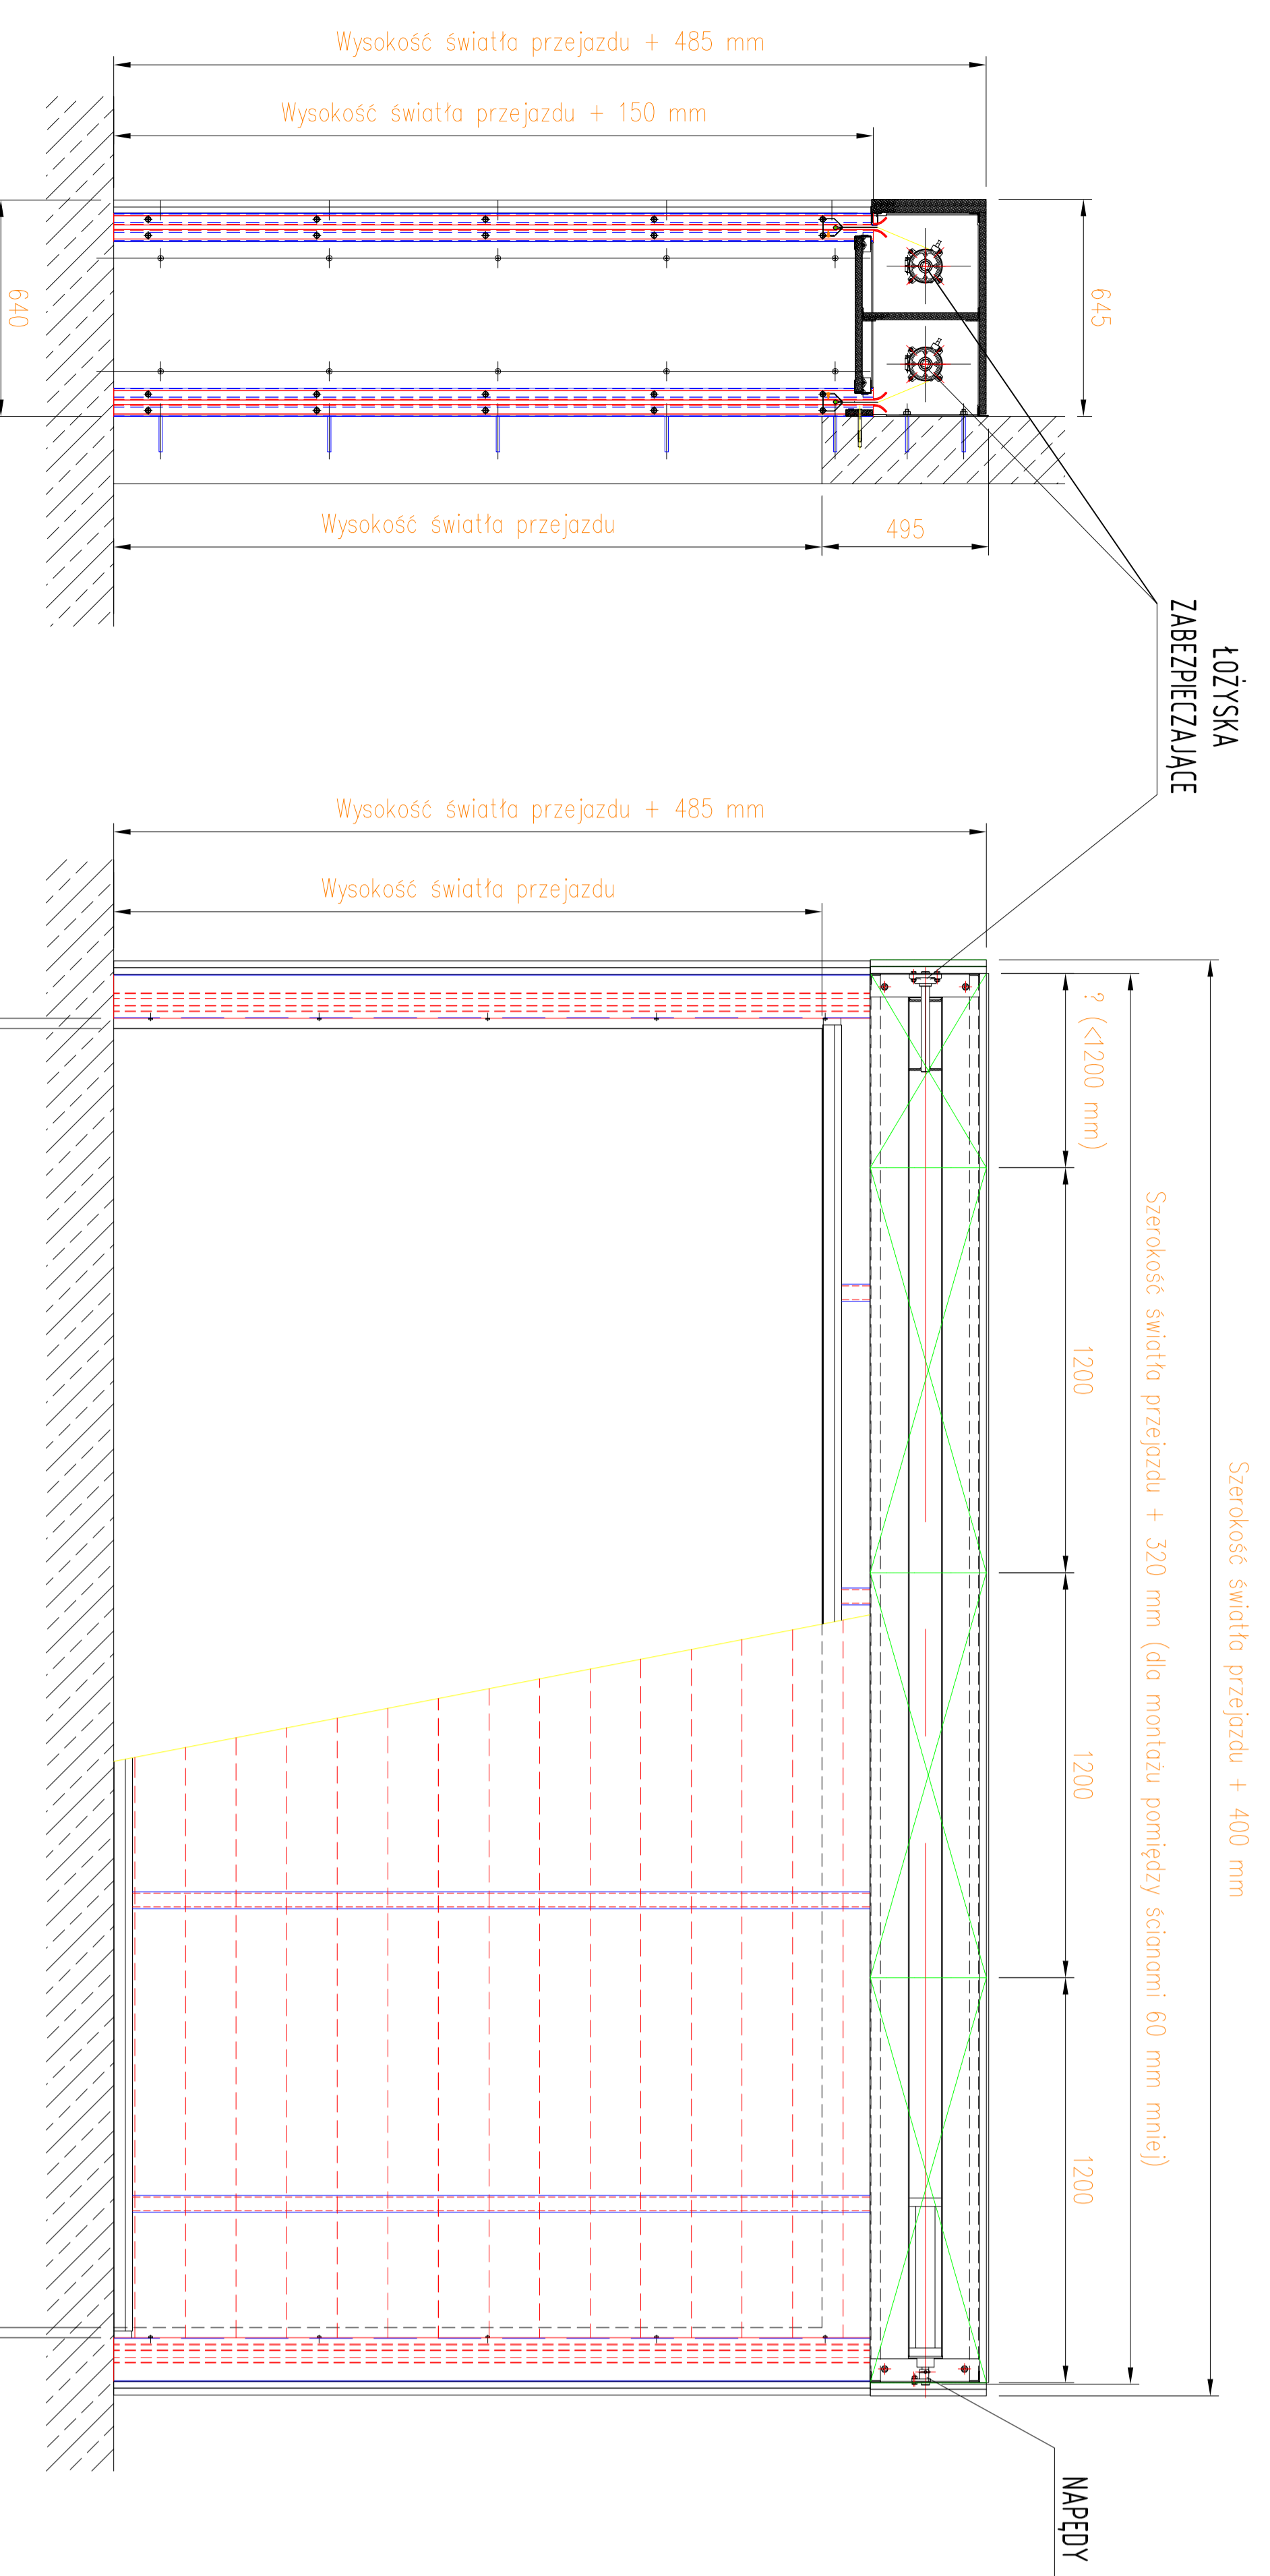 Wysokość światła przejazdu + 485 mm
Wysokość światła przejazdu + 150 mm
640
645
Wysokość światła przejazdu
495
ŁOŻYSKA
ZABEZPIECZAJĄCE
Wysokość światła przejazdu + 485 mm
Wysokość światła przejazdu
Szerokość światła przejazdu + 400 mm
Szerokość światła przejazdu + 320 mm (dla montażu pomiędzy ścianami 60 mm mniej)
? (<1200 mm)
1200
1200
1200
NAPĘDY